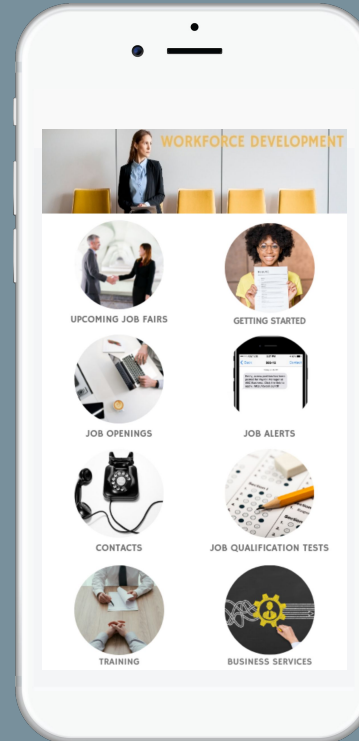 WORKFORCE DEVELOPMENT
UPCOMING JOB FAIRS
GETTING STARTED
JOB OPENINGS
JOB ALERTS
CONTACTS
JOB QUALIFICATION TESTS
TRAINING
BUSINESS SERVICES